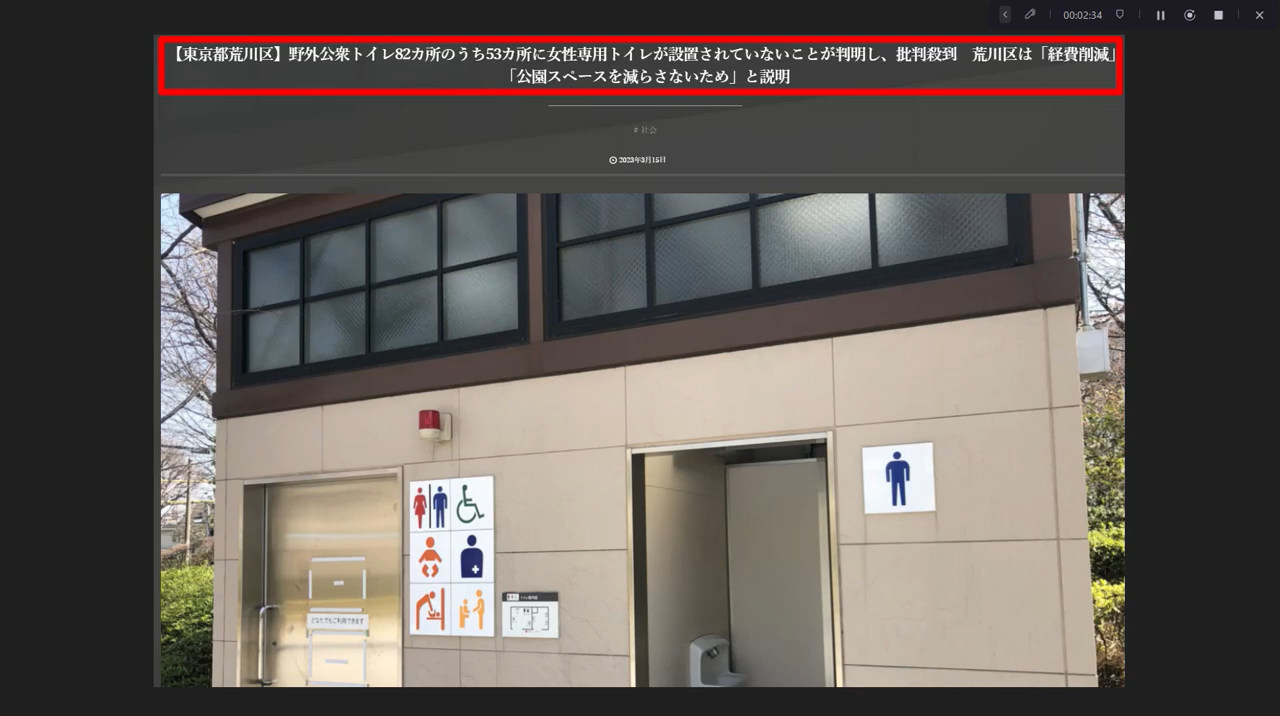 00:02:34
【東京都荒川区】野外公衆トイレ82カ所のうち53カ所に女性専用トイレが設置されていないことが判明し、批判殺到　荒川区は「経費削減」
「公園スペースを減らさないため」と説明
# 社会
2023年3月15日
どなたでもご利用できます